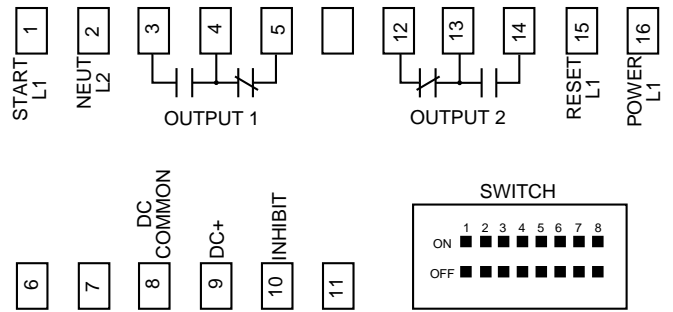 1 2 3 4 5 12 13 14 15 16
START
L1
NEUT
L2
OUTPUT 1
OUTPUT 2
RESET
L1
POWER
L1
DC
COMMON
DC+
INHIBIT
6 7 8 9 10 11
SWITCH
1 2 3 4 5 6 7 8
ON
OFF